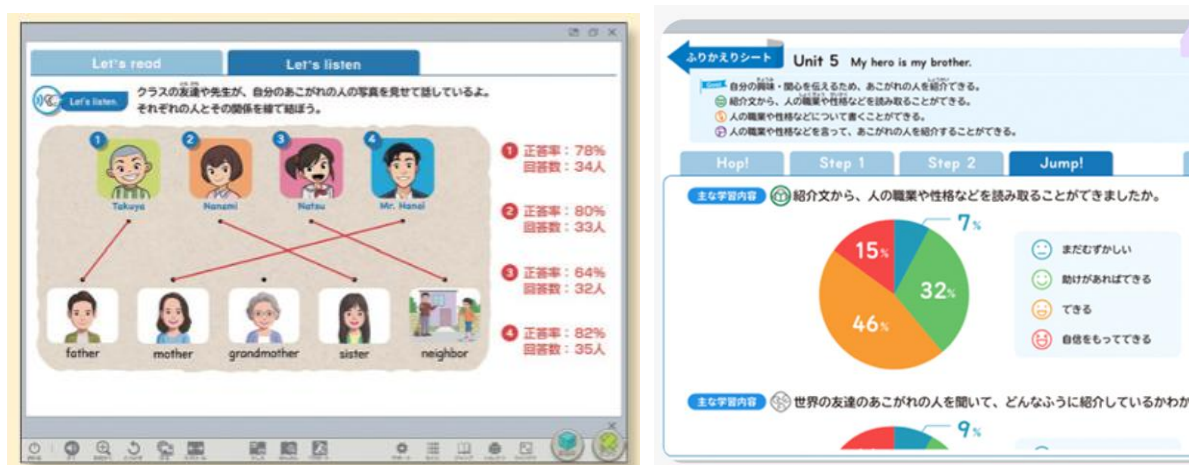 Let's read
Let's listen
Let's listen.
クラスの友達や先生が、自分のあこがれの人の写真を見せて話しているよ。
それぞれの人とその関係を線で結ぼう。
1
2
3
4
Takuya
Nanami
Natsu
Mr. Hanai
father
mother
grandmother
sister
neighbor
1 正答率：78%
回答数：34人
2 正答率：80%
回答数：33人
3 正答率：64%
回答数：32人
4 正答率：82%
回答数：35人
ふりかえりシート
Unit 5 My hero is my brother.
Goal 自分の興味・関心を伝えるため、あこがれの人を紹介できる。
紹介文から、人の職業や性格などを読み取ることができる。
人の職業や性格などについて書くことができる。
人の職業や性格などを言って、あこがれの人を紹介することができる。
Hop!
Step 1
Step 2
Jump!
主な学習内容 紹介文から、人の職業や性格などを読み取ることができましたか。
7%
15%
32%
46%
まだむずかしい
助けがあればできる
できる
自信をもってできる
主な学習内容 世界の友達のあこがれの人を聞いて、どんなふうに紹介しているかわか
9%